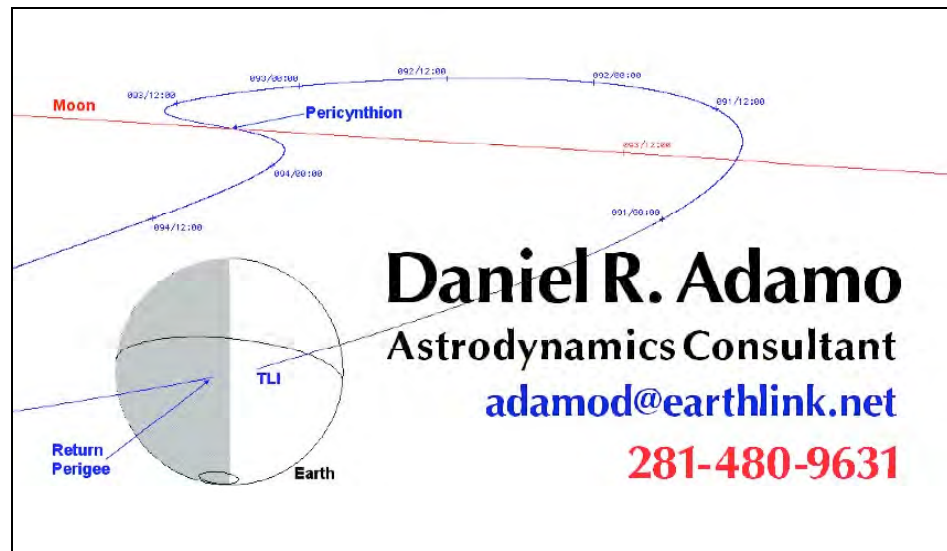 092/12:00
093/00:00
092/00:00
093/12:00
091/12:00
Moon
Pericynthion
093/12:00
094/00:00
091/00:00
094/12:00
Daniel R. Adamo
Astrodynamics Consultant
TLI
adamod@earthlink.net
Return
Perigee
Earth
281-480-9631